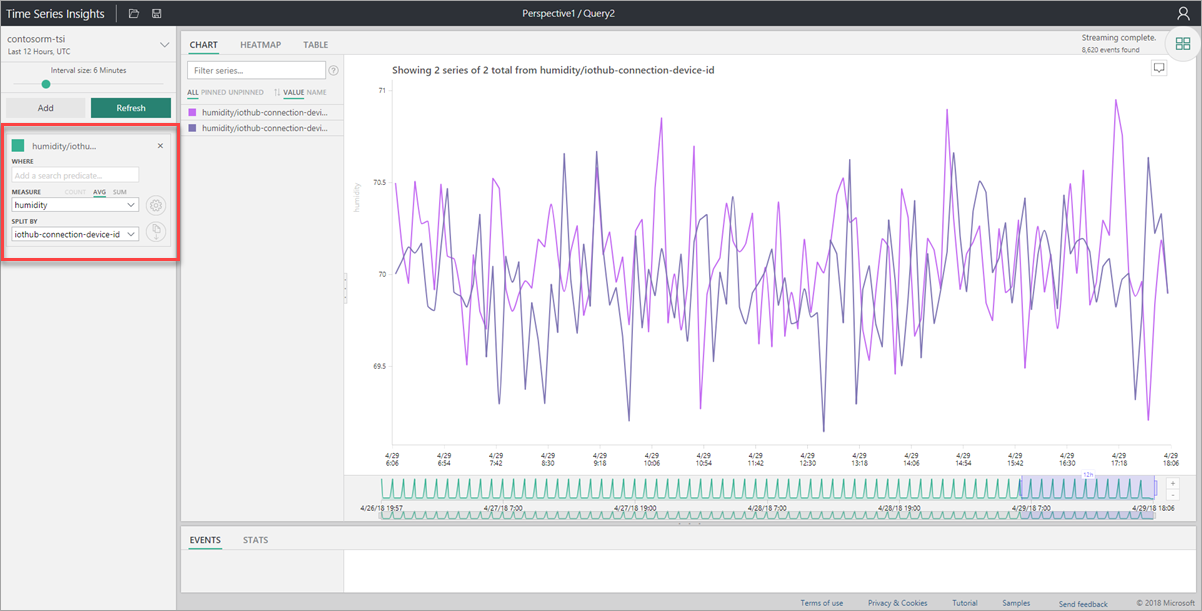 Time Series Insights
Perspective1 / Query2
contosorm-tsi
Last 12 Hours, UTC
Interval size: 6 Minutes
Add
Refresh
humidity/iothu...
WHERE
Add a search predicate...
MEASURE COUNT AVG SUM
humidity
SPLIT BY
iothub-connection-device-id
CHART HEATMAP TABLE
Streaming complete.
8,620 events found
Filter series...
?
ALL PINNED UNPINNED VALUE NAME
humidity/iothub-connection-devi...
humidity/iothub-connection-devi...
Showing 2 series of 2 total from humidity/iothub-connection-device-id
humidity
71
70.5
70
69.5
4/29 4/29 4/29 4/29 4/29 4/29 4/29 4/29 4/29 4/29 4/29 4/29 4/29 4/29 4/29 4/29
6:06 6:54 7:42 8:30 9:18 10:06 10:54 11:42 12:30 13:18 14:06 14:54 15:42 16:30 17:18 18:06
12h
+
-
4/26/18 19:57 4/27/18 7:00 4/27/18 19:00 4/28/18 7:00 4/28/18 19:00 4/29/18 7:00 4/29/18 18:06
EVENTS STATS
Terms of use Privacy & Cookies Tutorial Samples Send feedback © 2018 Microsoft